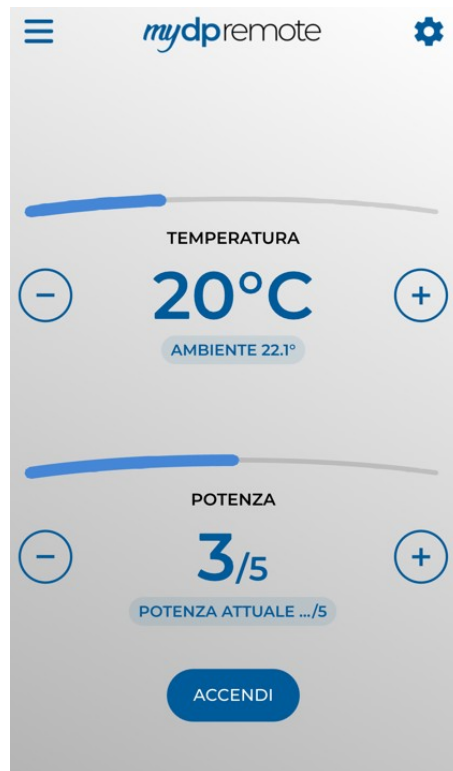 mydpremote
TEMPERATURA
20°C
AMBIENTE 22.1°
POTENZA
3/5
POTENZA ATTUALE .../5
ACCENDI